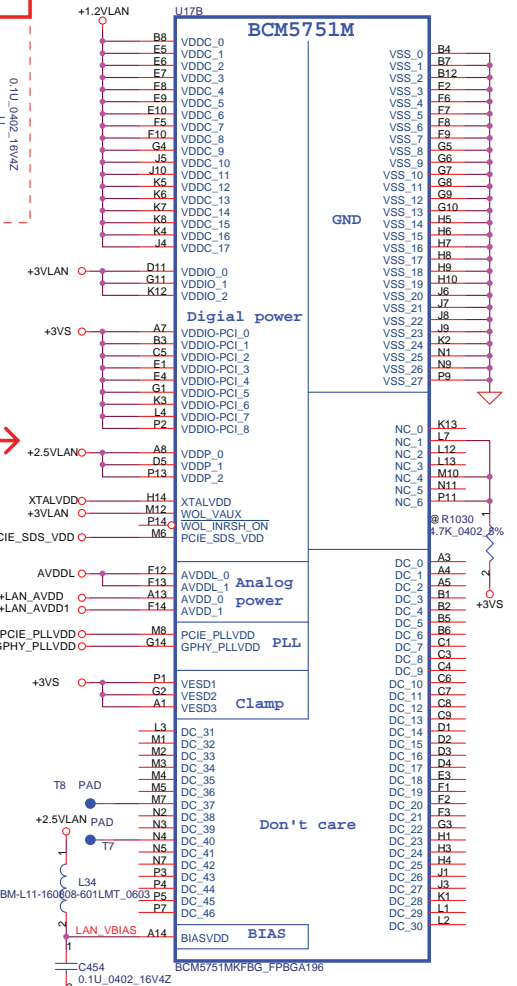 +1.2VLAN
U17B
BCM5751M
0.1U_0402_16V4Z
B8 VDDC_0
E5 VDDC_1
E6 VDDC_2
E7 VDDC_3
E8 VDDC_4
E9 VDDC_5
E10 VDDC_6
F5 VDDC_7
F10 VDDC_8
G4 VDDC_9
J5 VDDC_10
J10 VDDC_11
K5 VDDC_12
K6 VDDC_13
K7 VDDC_14
K8 VDDC_15
K4 VDDC_16
J4 VDDC_17
+3VLAN
D11 VDDIO_0
G11 VDDIO_1
K12 VDDIO_2
Digial power
+3VS
A7 VDDIO-PCI_0
B3 VDDIO-PCI_1
C5 VDDIO-PCI_2
E1 VDDIO-PCI_3
E4 VDDIO-PCI_4
G1 VDDIO-PCI_5
K3 VDDIO-PCI_6
L4 VDDIO-PCI_7
P2 VDDIO-PCI_8
+2.5VLAN
A8 VDDP_0
D5 VDDP_1
P13 VDDP_2
XTALVDD H14 XTALVDD
+3VLAN M12 WOL_VAUX
P14 WOL_INRSH_ON
CIE_SDS_VDD M6 PCIE_SDS_VDD
AVDDL F12 AVDDL_0
F13 AVDDL_1
+LAN_AVDD A13 AVDD_0
+LAN_AVDD1 F14 AVDD_1
Analog
power
PCIE_PLLVDD M8 PCIE_PLLVDD
GPHY_PLLVDD G14 GPHY_PLLVDD
PLL
+3VS P1 VESD1
G2 VESD2
A1 VESD3
Clamp
L3 DC_31
M1 DC_32
M2 DC_33
M3 DC_34
M4 DC_35
M5 DC_36
M7 DC_37
N2 DC_38
N3 DC_39
N4 DC_40
N5 DC_41
N7 DC_42
P3 DC_43
P4 DC_44
P5 DC_45
P7 DC_46
T8 PAD
+2.5VLAN
PAD
T7
1
L34
BM-L11-160808-601LMT_0603
2
LAN_VBIAS A14 BIASVDD
BIAS
1
C454
0.1U_0402_16V4Z
2
BCM5751MKFBG_FPBGA196
GND
VSS_0 B4
VSS_1 B7
VSS_2 B12
VSS_3 E2
VSS_4 F6
VSS_5 F7
VSS_6 F8
VSS_7 F9
VSS_8 G5
VSS_9 G6
VSS_10 G7
VSS_11 G8
VSS_12 G9
VSS_13 G10
VSS_14 H5
VSS_15 H6
VSS_16 H7
VSS_17 H8
VSS_18 H9
VSS_19 H10
VSS_20 J6
VSS_21 J7
VSS_22 J8
VSS_23 J9
VSS_24 K2
VSS_25 N1
VSS_26 N9
VSS_27 P9
NC_0 K13
NC_1 L7
NC_2 L12
NC_3 L13
NC_4 M10
NC_5 N11
NC_6 P11
1
@ R1030
4.7K_0402_5%
2
+3VS
DC_0 A3
DC_1 A4
DC_2 A5
DC_3 B1
DC_4 B2
DC_5 B5
DC_6 B6
DC_7 C1
DC_8 C3
DC_9 C4
DC_10 C6
DC_11 C7
DC_12 C8
DC_13 C9
DC_14 D1
DC_15 D2
DC_16 D3
DC_17 D4
DC_18 E3
DC_19 F1
DC_20 F2
DC_21 F3
DC_22 G3
DC_23 H1
DC_24 H3
DC_25 H4
DC_26 J1
DC_27 J3
DC_28 K1
DC_29 L1
DC_30 L2
Don't care